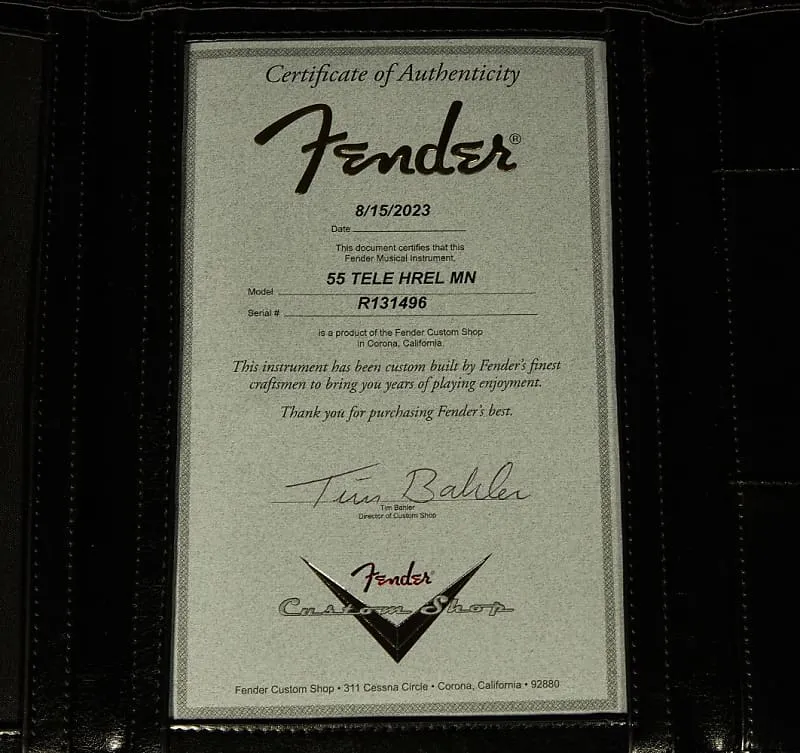 Certificate of Authenticity
Fender®
8/15/2023
Date
This document certifies that this
Fender Musical Instrument,
55 TELE HREL MN
Model
R131496
Serial #
is a product of the Fender Custom Shop
in Corona, California.
This instrument has been custom built by Fender's finest
craftsmen to bring you years of playing enjoyment.
Thank you for purchasing Fender's best.
Tim Bahler
Tim Bahler
Director of Custom Shop
Fender
Custom Shop
Fender Custom Shop • 311 Cessna Circle • Corona, California • 92880